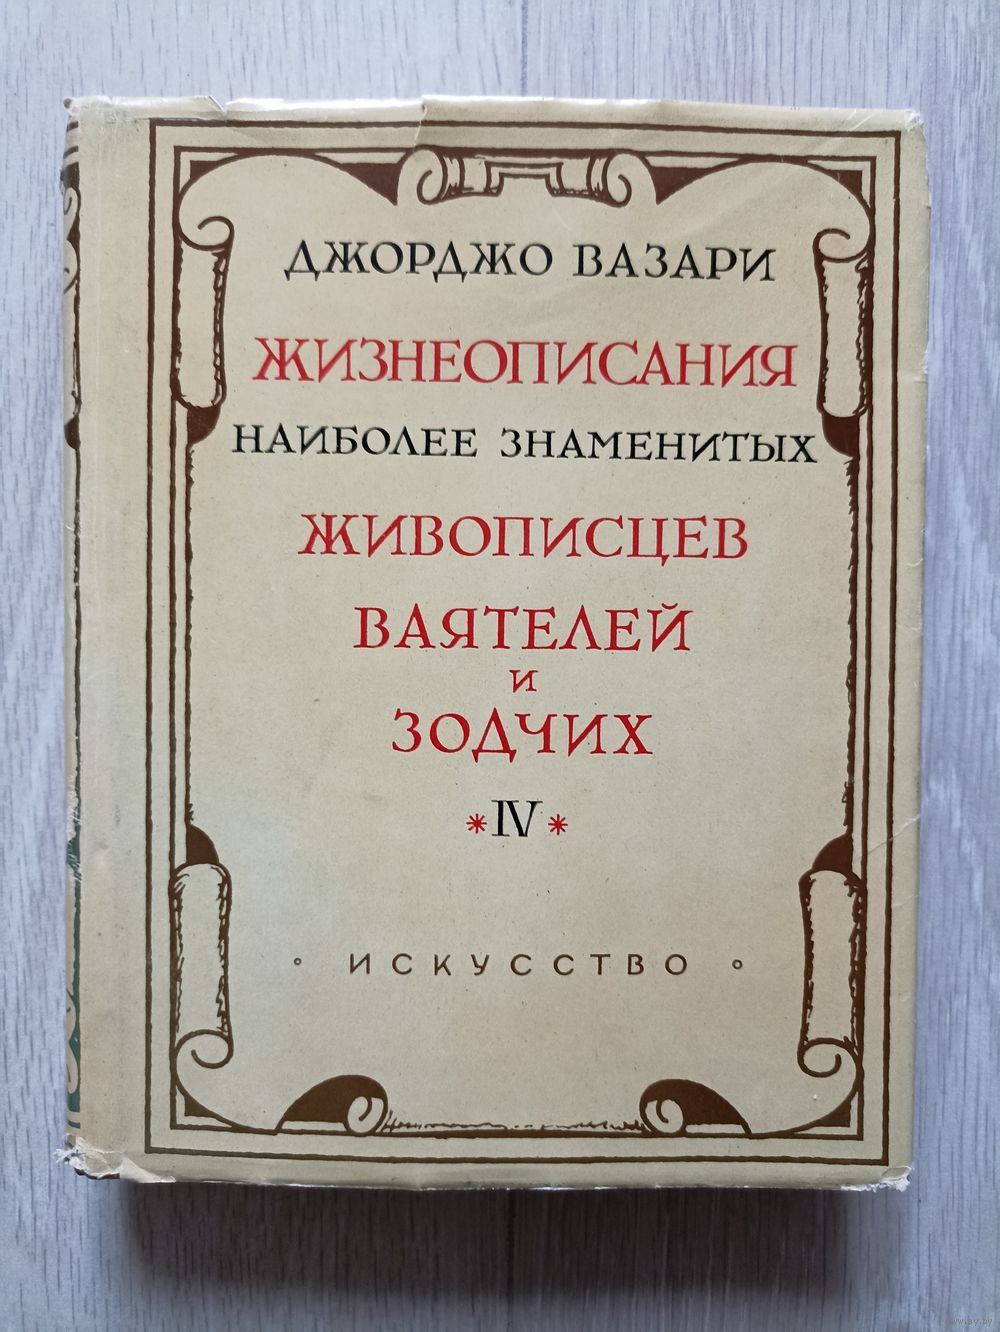 ДЖОРДЖО ВАЗАРИ
ЖИЗНЕОПИСАНИЯ
НАИБОЛЕЕ ЗНАМЕНИТЫХ
ЖИВОПИСЦЕВ
ВАЯТЕЛЕЙ
И
ЗОДЧИХ
*IV*
ИСКУССТВО